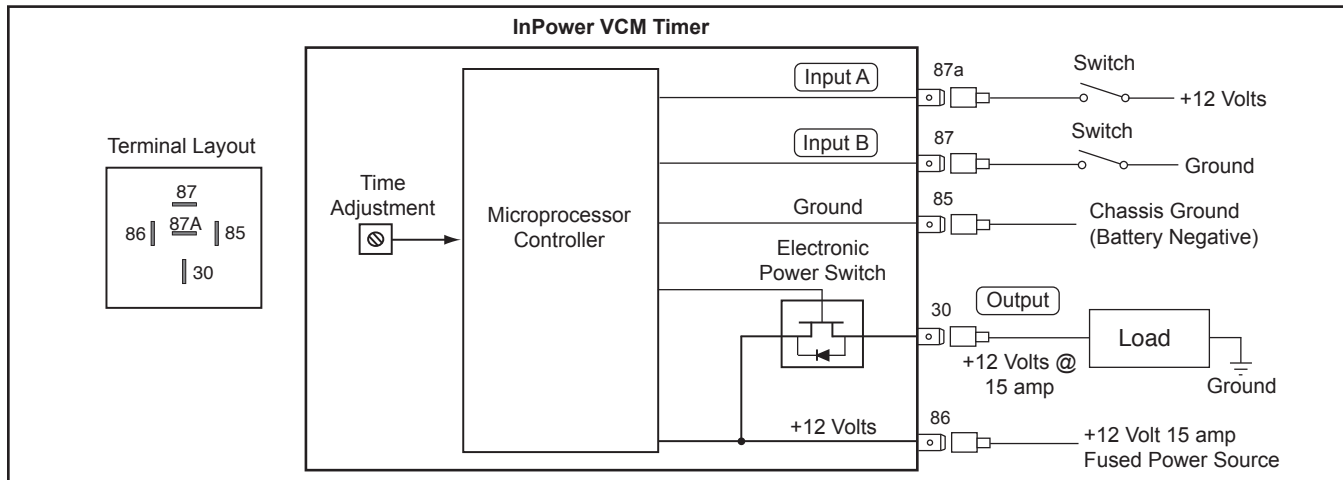 InPower VCM Timer
Terminal Layout
87
86
87A
85
30
Time
Adjustment
Microprocessor
Controller
Input A
87a
Switch
+12 Volts
Input B
87
Switch
Ground
Ground
85
Chassis Ground
(Battery Negative)
Electronic
Power Switch
30
Output
+12 Volts @
15 amp
Load
Ground
+12 Volts
86
+12 Volt 15 amp
Fused Power Source